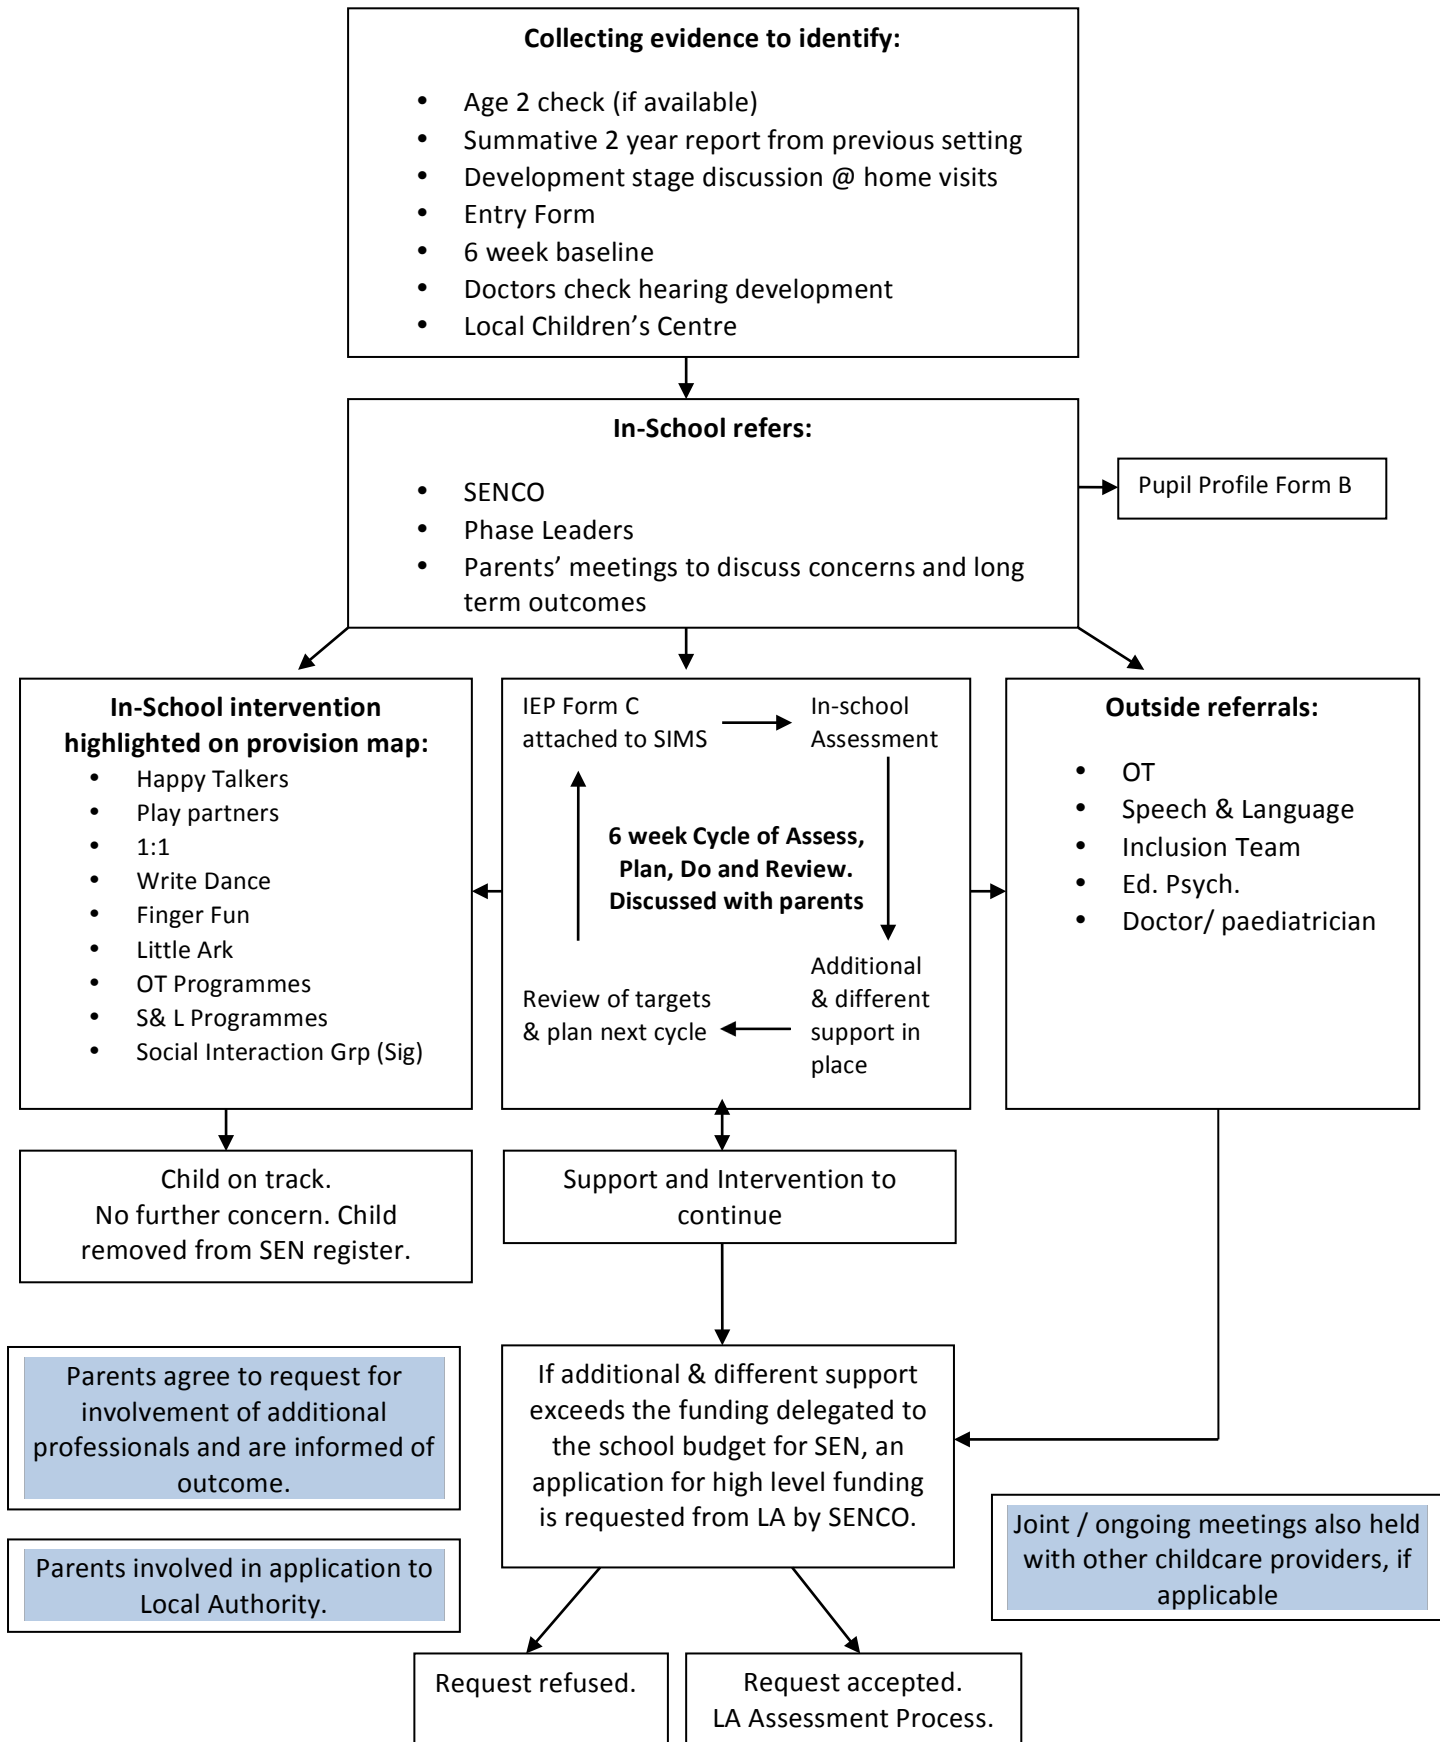 Collecting evidence to identify:
• Age 2 check (if available)
• Summative 2 year report from previous setting
• Development stage discussion @ home visits
• Entry Form
• 6 week baseline
• Doctors check hearing development
• Local Children’s Centre
In-School refers:
• SENCO
• Phase Leaders
• Parents’ meetings to discuss concerns and long
term outcomes
Pupil Profile Form B
In-School intervention
highlighted on provision map:
• Happy Talkers
• Play partners
• 1:1
• Write Dance
• Finger Fun
• Little Ark
• OT Programmes
• S& L Programmes
• Social Interaction Grp (Sig)
IEP Form C
attached to SIMS
In-school
Assessment
6 week Cycle of Assess,
Plan, Do and Review.
Discussed with parents
Additional
& different
support in
place
Review of targets
& plan next cycle
Outside referrals:
• OT
• Speech & Language
• Inclusion Team
• Ed. Psych.
• Doctor/ paediatrician
Child on track.
No further concern. Child
removed from SEN register.
Support and Intervention to
continue
Parents agree to request for
involvement of additional
professionals and are informed of
outcome.
Parents involved in application to
Local Authority.
If additional & different support
exceeds the funding delegated to
the school budget for SEN, an
application for high level funding
is requested from LA by SENCO.
Joint / ongoing meetings also held
with other childcare providers, if
applicable
Request refused.
Request accepted.
LA Assessment Process.